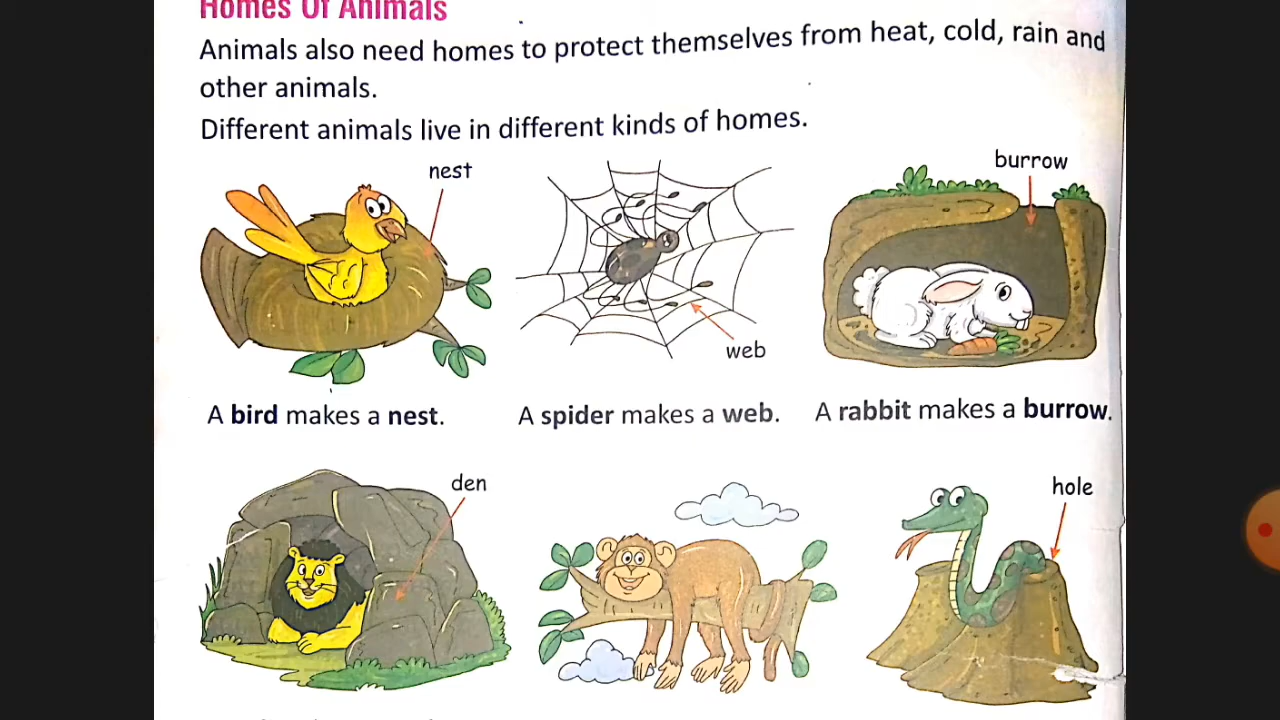 Homes Of Animals
Animals also need homes to protect themselves from heat, cold, rain and
other animals.
Different animals live in different kinds of homes.
nest
burrow
web
A bird makes a nest.
A spider makes a web.
A rabbit makes a burrow.
den
hole